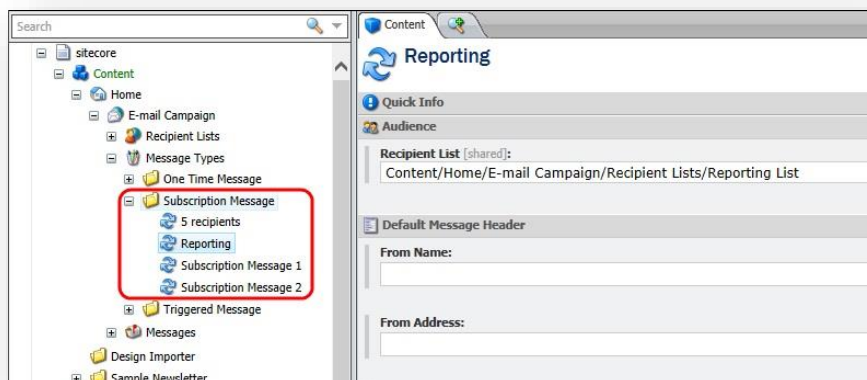 Search
sitecore
Content
Home
E-mail Campaign
Recipient Lists
Message Types
One Time Message
Subscription Message
5 recipients
Reporting
Subscription Message 1
Subscription Message 2
Triggered Message
Messages
Design Importer
Sample Newsletter
Content
Reporting
Quick Info
Audience
Recipient List [shared]:
Content/Home/E-mail Campaign/Recipient Lists/Reporting List
Default Message Header
From Name:
From Address: